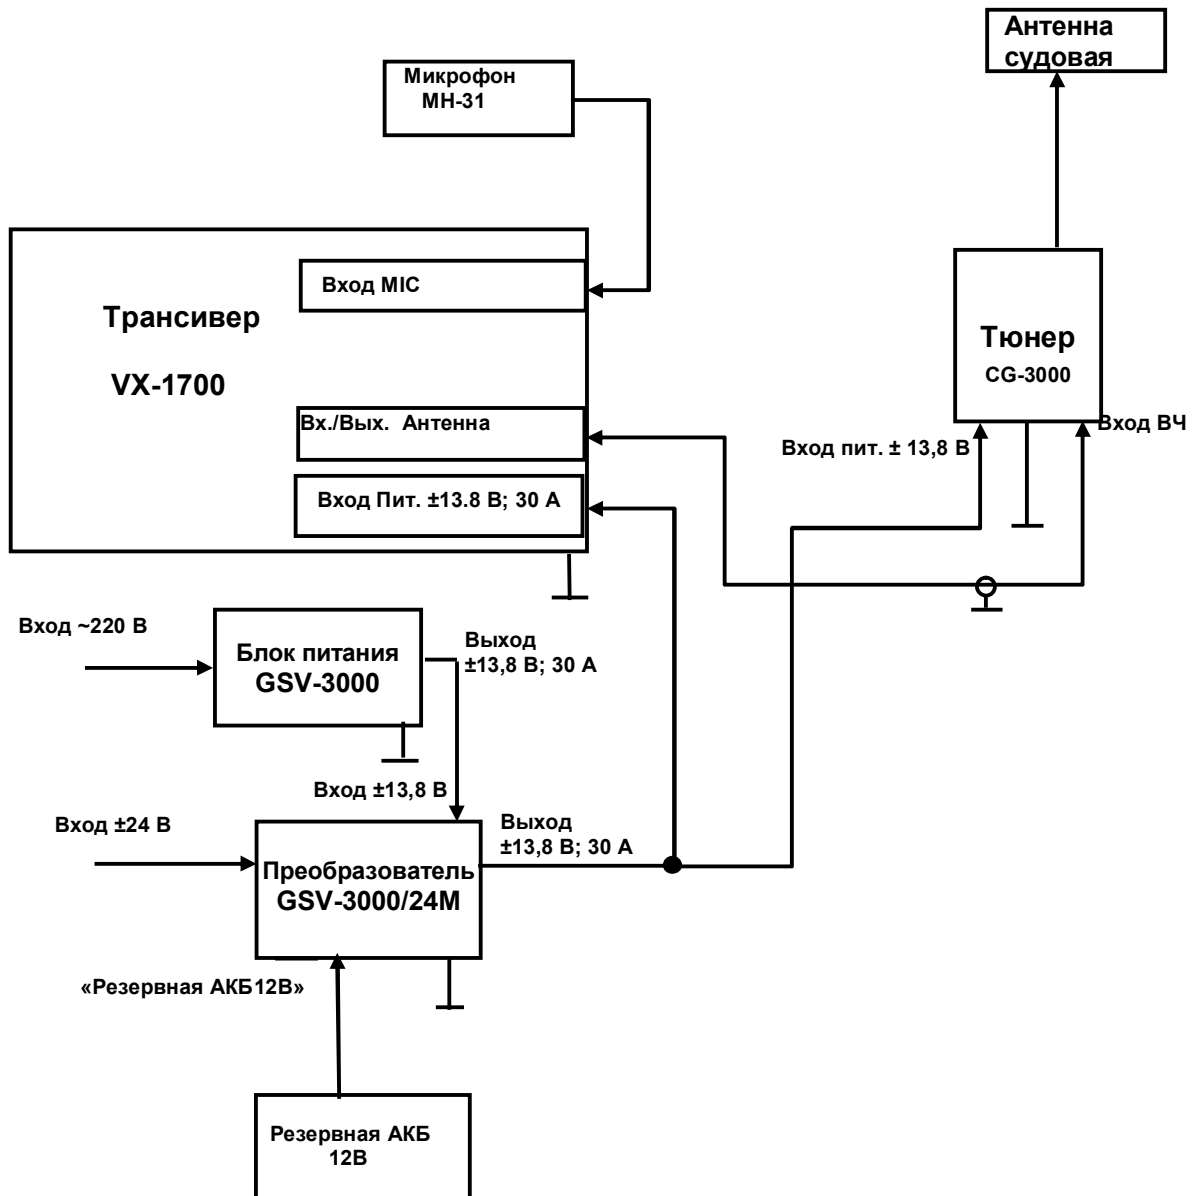 Антенна
судовая
Микрофон
МН-31
Вход MIC
Трансивер
VX-1700
Тюнер
CG-3000
Вх./Вых. Антенна
Вход ВЧ
Вход пит. ± 13,8 В
Вход Пит. ±13.8 В; 30 А
Вход ~220 В
Блок питания
GSV-3000
Выход
±13,8 В; 30 А
Вход ±13,8 В
Вход ±24 В
Выход
±13,8 В; 30 А
Преобразователь
GSV-3000/24М
«Резервная АКБ12В»
Резервная АКБ
12В